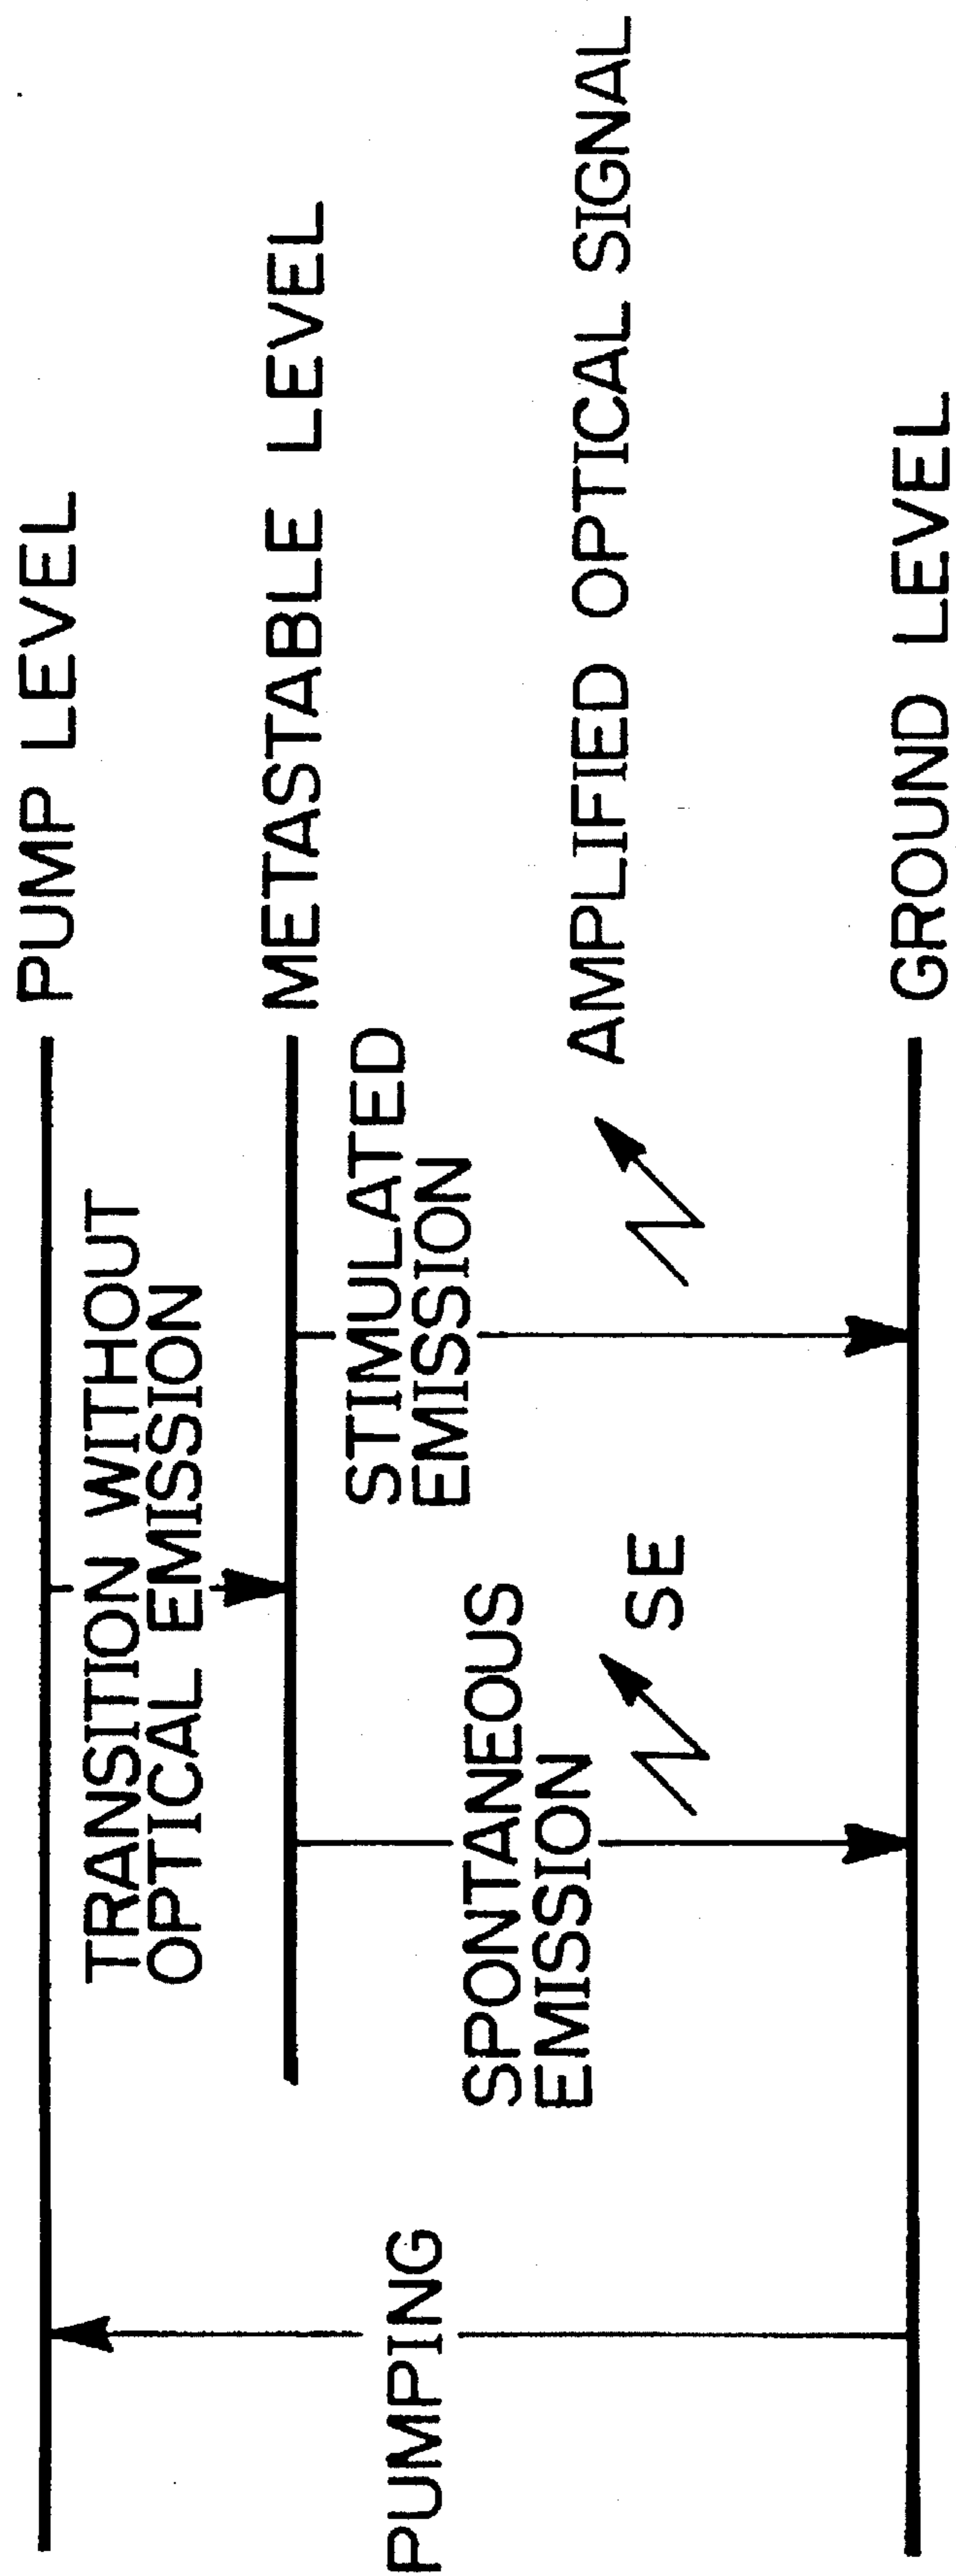 PUMP LEVEL
TRANSITION WITHOUT
OPTICAL EMISSION
METASTABLE LEVEL
STIMULATED
EMISSION
PUMPING
SPONTANEOUS
EMISSION
SE
AMPLIFIED OPTICAL SIGNAL
GROUND LEVEL